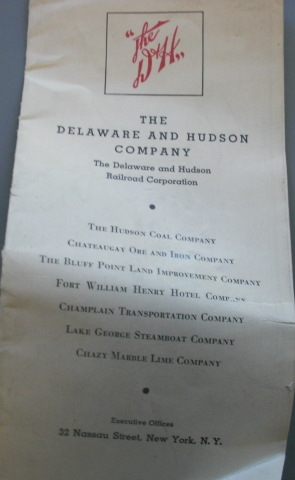 "The
D&H"
THE
DELAWARE AND HUDSON
COMPANY
The Delaware and Hudson
Railroad Corporation
•
THE HUDSON COAL COMPANY
CHATEAUGAY ORE AND IRON COMPANY
THE BLUFF POINT LAND IMPROVEMENT COMPANY
FORT WILLIAM HENRY HOTEL COMPANY
CHAMPLAIN TRANSPORTATION COMPANY
LAKE GEORGE STEAMBOAT COMPANY
CHAZY MARBLE LIME COMPANY
•
Executive Offices
32 Nassau Street, New York, N. Y.